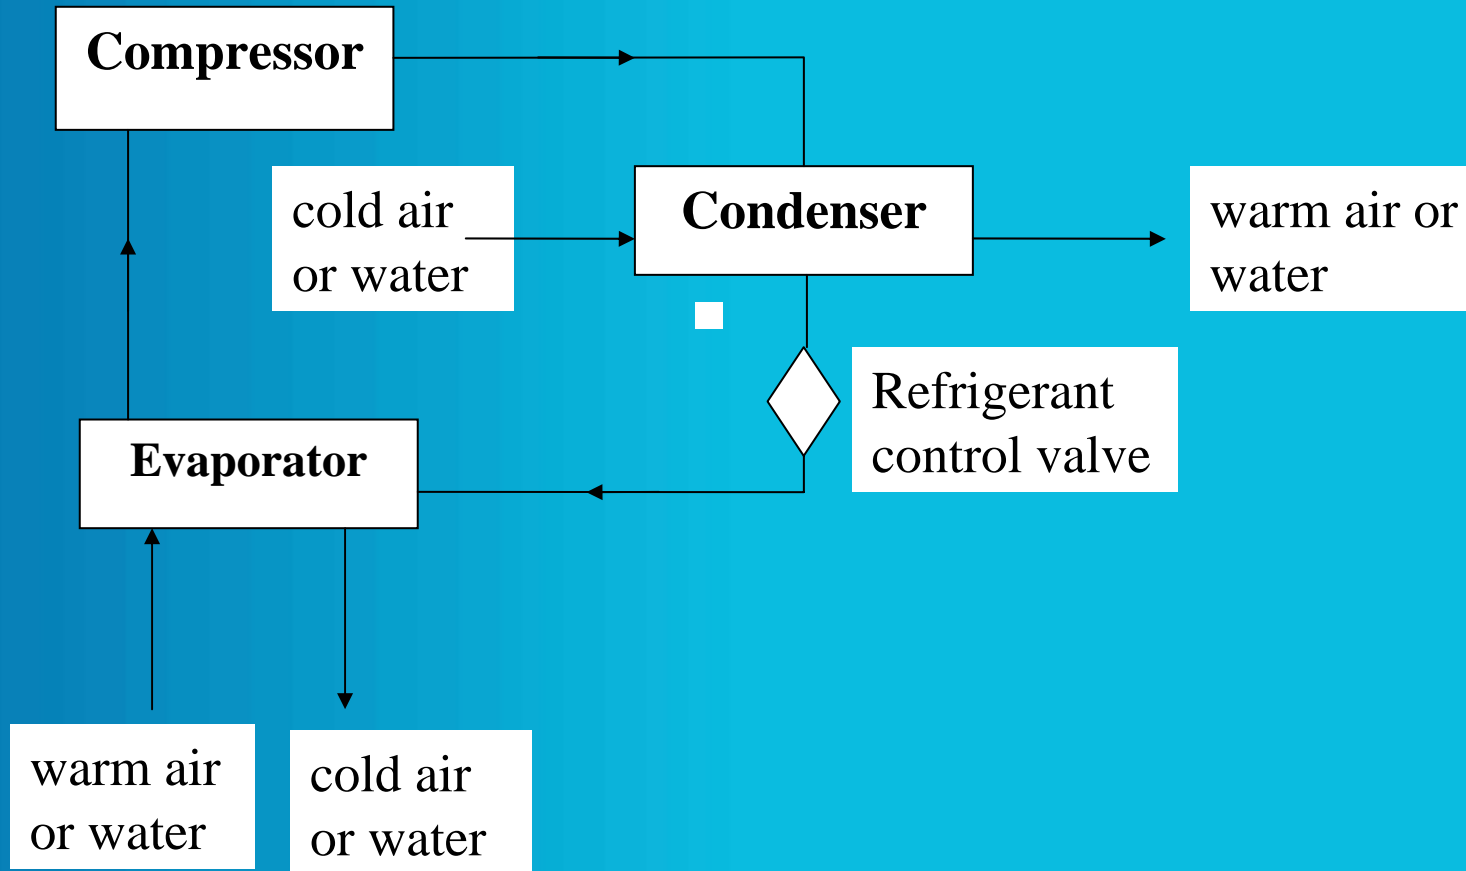 Compressor
cold air
or water
Condenser
warm air or
water
Refrigerant
control valve
Evaporator
warm air
or water
cold air
or water